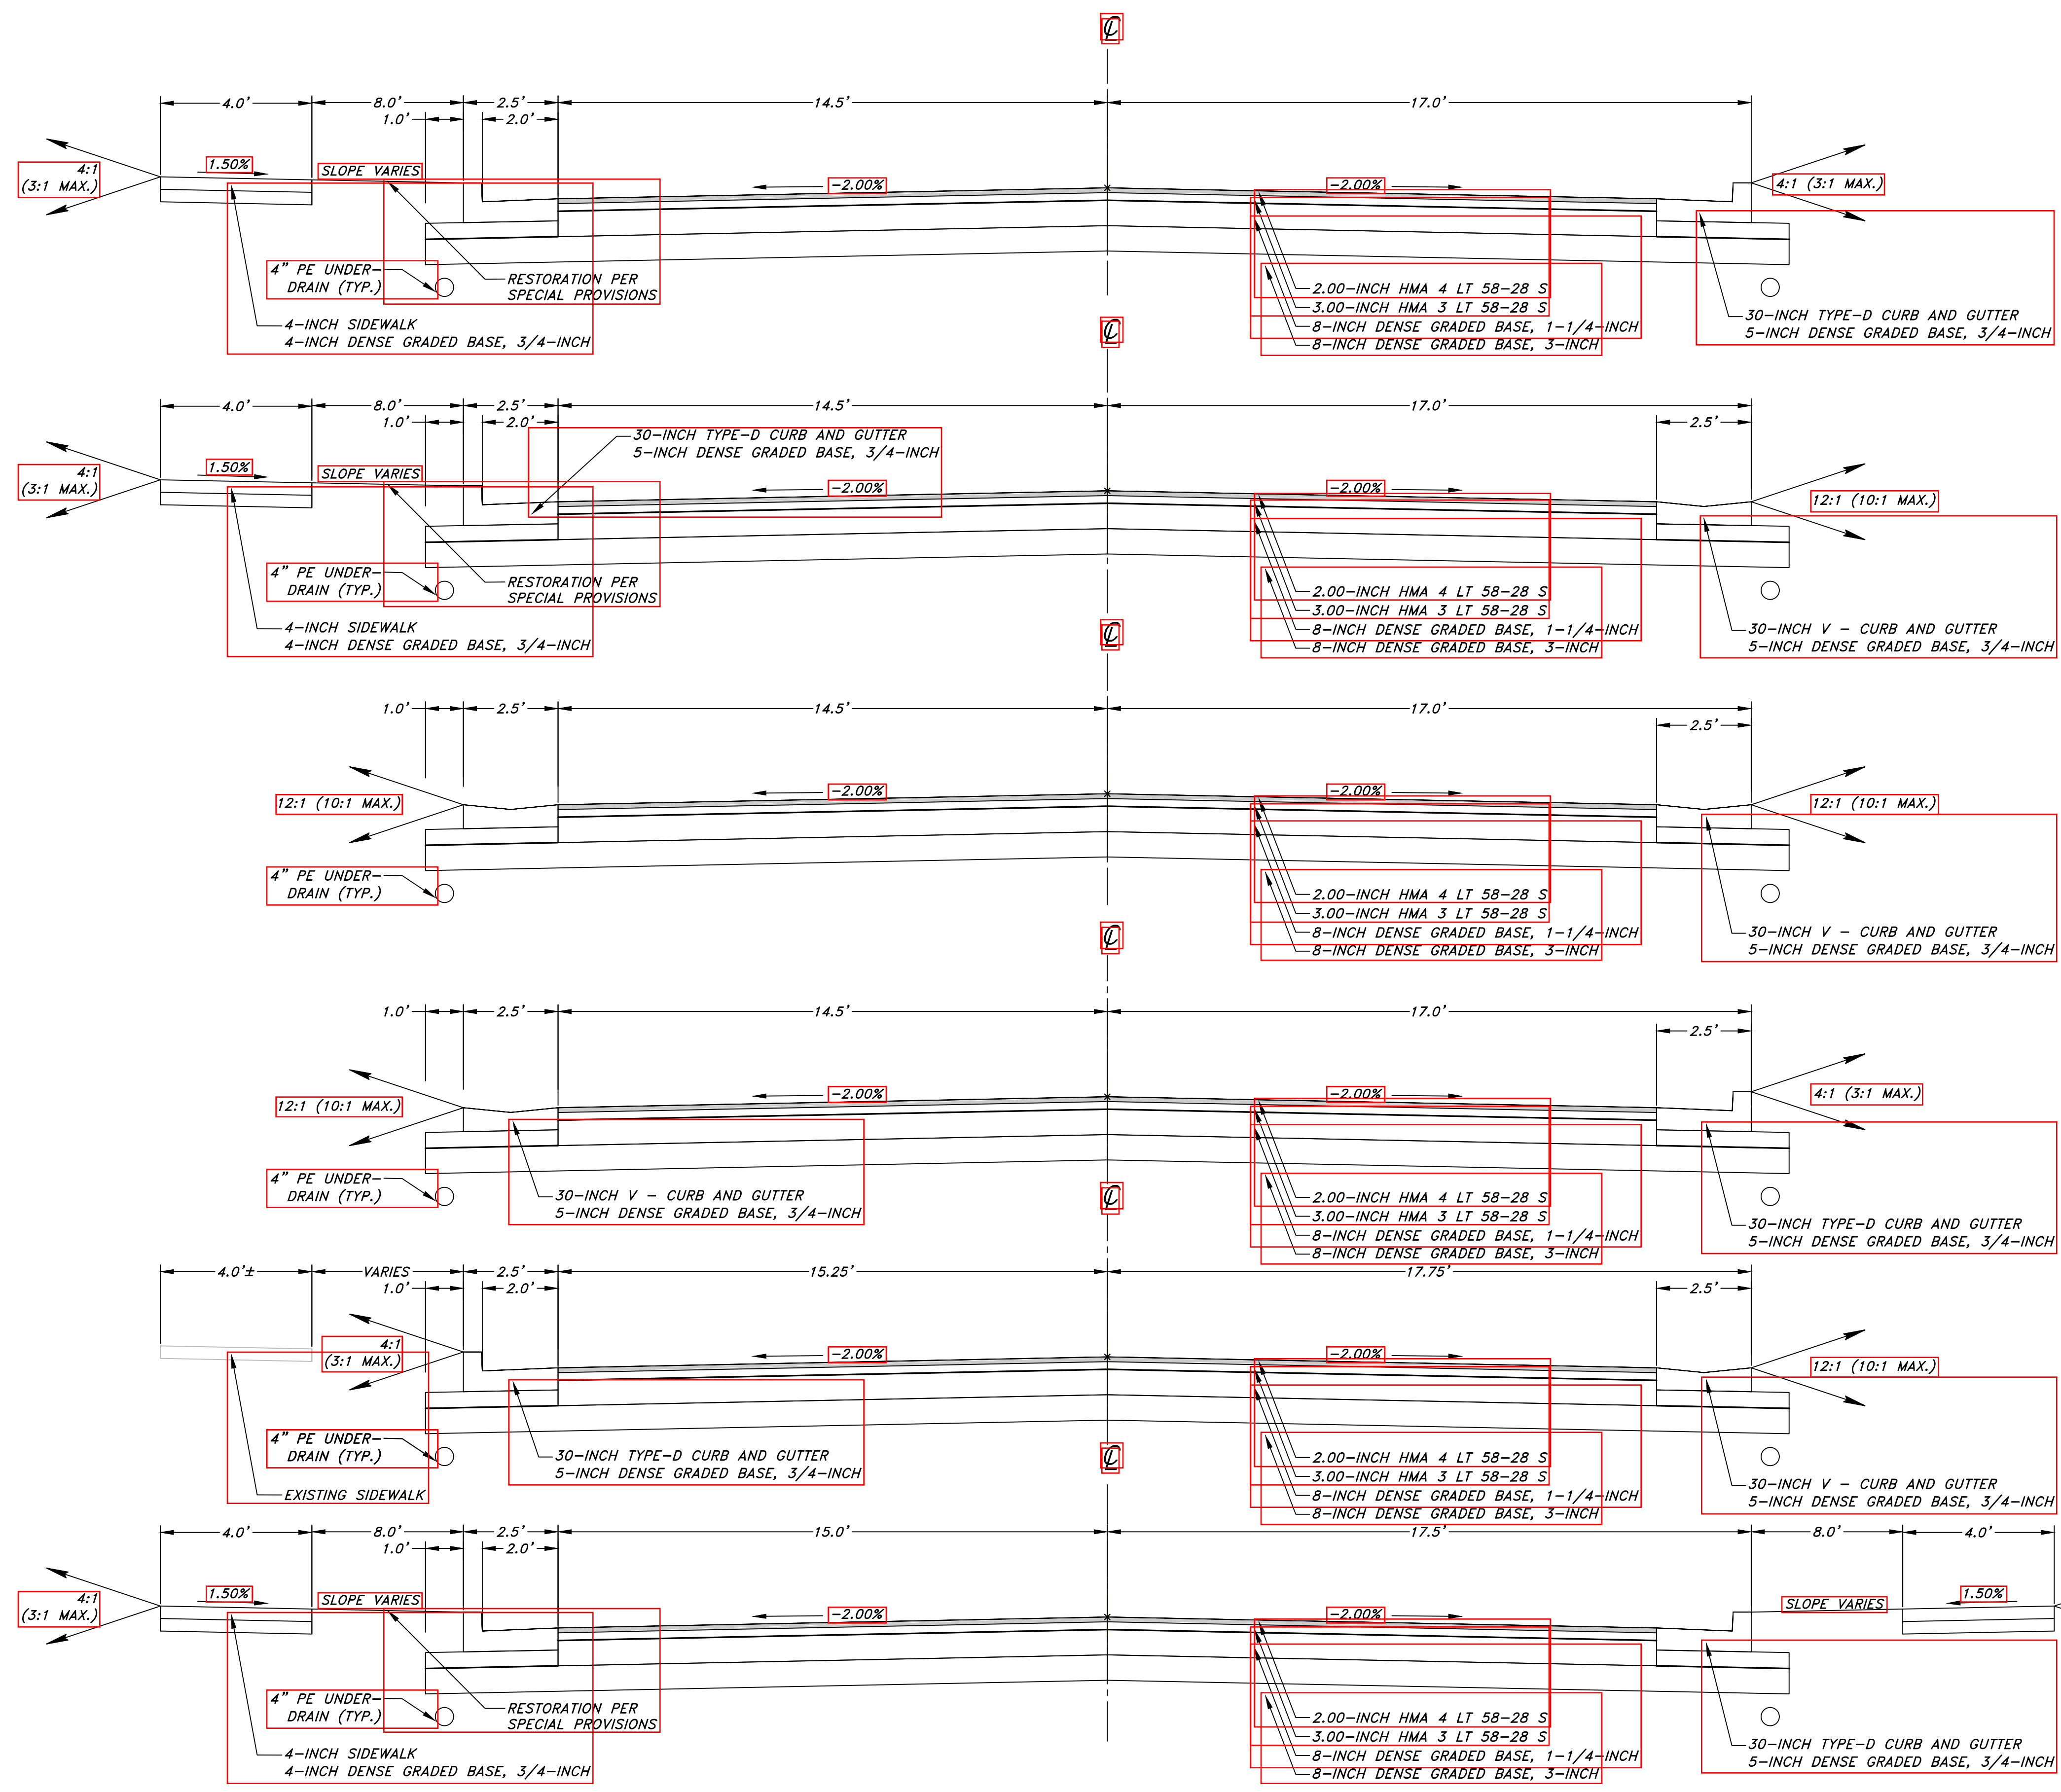 ℄
4.0' 8.0' 2.5' 14.5' 17.0'
1.0' 2.0'
4:1
(3:1 MAX.)
1.50%
SLOPE VARIES
-2.00%
-2.00%
4:1 (3:1 MAX.)
4" PE UNDER-
DRAIN (TYP.)
RESTORATION PER
SPECIAL PROVISIONS
4-INCH SIDEWALK
4-INCH DENSE GRADED BASE, 3/4-INCH
2.00-INCH HMA 4 LT 58-28 S
3.00-INCH HMA 3 LT 58-28 S
8-INCH DENSE GRADED BASE, 1-1/4-INCH
8-INCH DENSE GRADED BASE, 3-INCH
30-INCH TYPE-D CURB AND GUTTER
5-INCH DENSE GRADED BASE, 3/4-INCH
℄
4.0' 8.0' 2.5' 14.5' 17.0'
1.0' 2.0' 2.5'
30-INCH TYPE-D CURB AND GUTTER
5-INCH DENSE GRADED BASE, 3/4-INCH
4:1
(3:1 MAX.)
1.50%
SLOPE VARIES
-2.00%
-2.00%
12:1 (10:1 MAX.)
4" PE UNDER-
DRAIN (TYP.)
RESTORATION PER
SPECIAL PROVISIONS
4-INCH SIDEWALK
4-INCH DENSE GRADED BASE, 3/4-INCH
2.00-INCH HMA 4 LT 58-28 S
3.00-INCH HMA 3 LT 58-28 S
8-INCH DENSE GRADED BASE, 1-1/4-INCH
8-INCH DENSE GRADED BASE, 3-INCH
30-INCH V - CURB AND GUTTER
5-INCH DENSE GRADED BASE, 3/4-INCH
℄
1.0' 2.5' 14.5' 17.0'
2.5'
12:1 (10:1 MAX.)
-2.00%
-2.00%
12:1 (10:1 MAX.)
4" PE UNDER-
DRAIN (TYP.)
2.00-INCH HMA 4 LT 58-28 S
3.00-INCH HMA 3 LT 58-28 S
8-INCH DENSE GRADED BASE, 1-1/4-INCH
8-INCH DENSE GRADED BASE, 3-INCH
30-INCH V - CURB AND GUTTER
5-INCH DENSE GRADED BASE, 3/4-INCH
℄
1.0' 2.5' 14.5' 17.0'
2.5'
12:1 (10:1 MAX.)
-2.00%
-2.00%
4:1 (3:1 MAX.)
4" PE UNDER-
DRAIN (TYP.)
30-INCH V - CURB AND GUTTER
5-INCH DENSE GRADED BASE, 3/4-INCH
2.00-INCH HMA 4 LT 58-28 S
3.00-INCH HMA 3 LT 58-28 S
8-INCH DENSE GRADED BASE, 1-1/4-INCH
8-INCH DENSE GRADED BASE, 3-INCH
30-INCH TYPE-D CURB AND GUTTER
5-INCH DENSE GRADED BASE, 3/4-INCH
℄
4.0'± VARIES 2.5' 15.25' 17.75'
1.0' 2.0' 2.5'
4:1
(3:1 MAX.)
-2.00%
-2.00%
12:1 (10:1 MAX.)
4" PE UNDER-
DRAIN (TYP.)
EXISTING SIDEWALK
30-INCH TYPE-D CURB AND GUTTER
5-INCH DENSE GRADED BASE, 3/4-INCH
2.00-INCH HMA 4 LT 58-28 S
3.00-INCH HMA 3 LT 58-28 S
8-INCH DENSE GRADED BASE, 1-1/4-INCH
8-INCH DENSE GRADED BASE, 3-INCH
30-INCH V - CURB AND GUTTER
5-INCH DENSE GRADED BASE, 3/4-INCH
℄
4.0' 8.0' 2.5' 15.0' 17.5' 8.0' 4.0'
1.0' 2.0'
4:1
(3:1 MAX.)
1.50%
SLOPE VARIES
-2.00%
-2.00%
SLOPE VARIES
1.50%
4" PE UNDER-
DRAIN (TYP.)
RESTORATION PER
SPECIAL PROVISIONS
4-INCH SIDEWALK
4-INCH DENSE GRADED BASE, 3/4-INCH
2.00-INCH HMA 4 LT 58-28 S
3.00-INCH HMA 3 LT 58-28 S
8-INCH DENSE GRADED BASE, 1-1/4-INCH
8-INCH DENSE GRADED BASE, 3-INCH
30-INCH TYPE-D CURB AND GUTTER
5-INCH DENSE GRADED BASE, 3/4-INCH